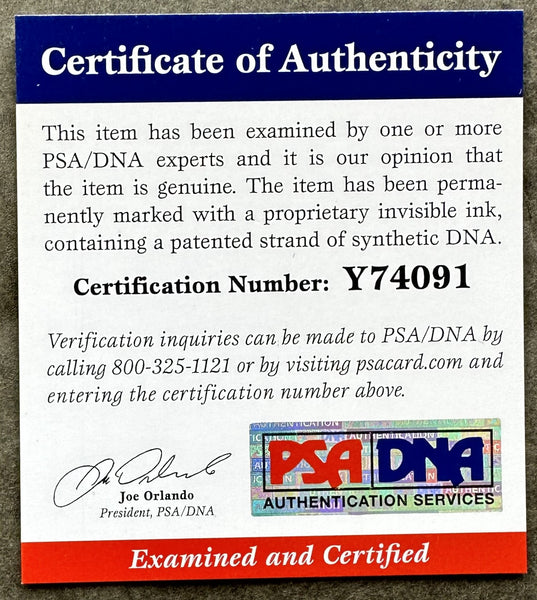 Certificate of Authenticity
This item has been examined by one or more
PSA/DNA experts and it is our opinion that
the item is genuine. The item has been perma-
nently marked with a proprietary invisible ink,
containing a patented strand of synthetic DNA.
Certification Number: Y74091
Verification inquiries can be made to PSA/DNA by
calling 800-325-1121 or by visiting psacard.com and
entering the certification number above.
PSA DNA
AUTHENTICATION SERVICES
Joe Orlando
President, PSA/DNA
Examined and Certified